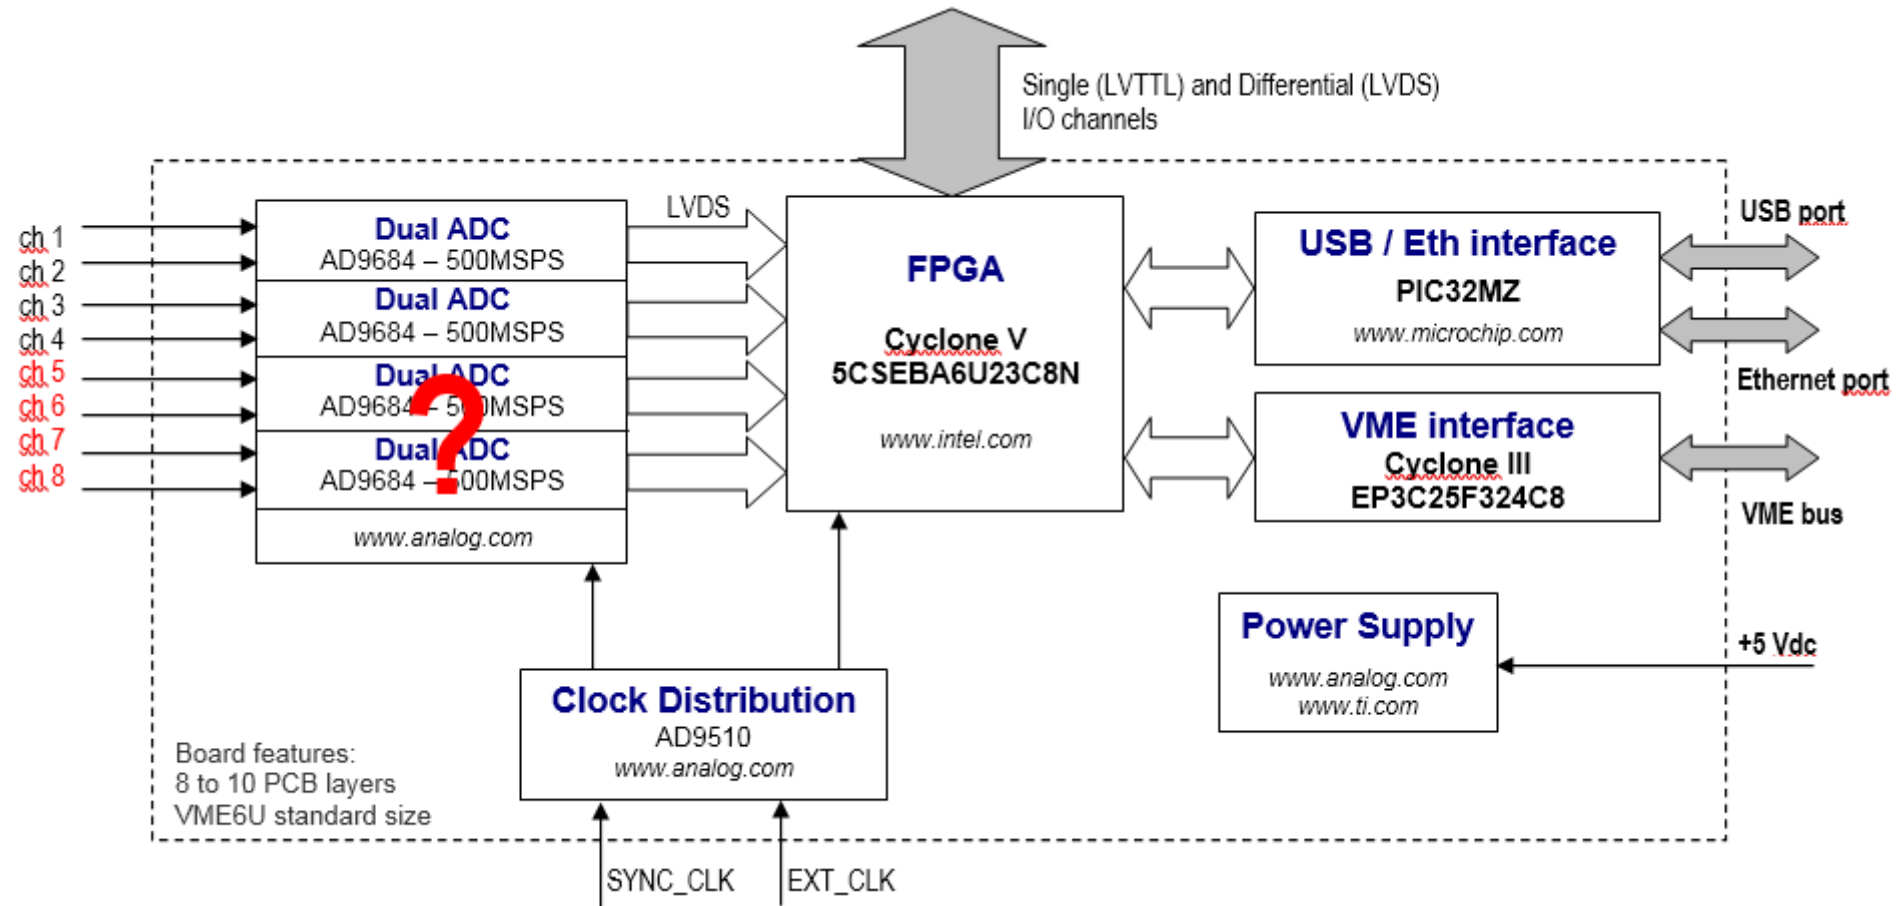 Single (LVTTL) and Differential (LVDS)
I/O channels
ch 1
ch 2
ch 3
ch 4
ch 5
ch 6
ch 7
ch 8
Dual ADC
AD9684 – 500MSPS
Dual ADC
AD9684 – 500MSPS
Dual ADC
AD9684 – 500MSPS
Dual ADC
AD9684 – 500MSPS
?
www.analog.com
LVDS
FPGA
Cyclone V
5CSEBA6U23C8N
www.intel.com
USB / Eth interface
PIC32MZ
www.microchip.com
USB port
Ethernet port
VME interface
Cyclone III
EP3C25F324C8
VME bus
Power Supply
www.analog.com
www.ti.com
+5 Vdc
Clock Distribution
AD9510
www.analog.com
Board features:
8 to 10 PCB layers
VME6U standard size
SYNC_CLK
EXT_CLK